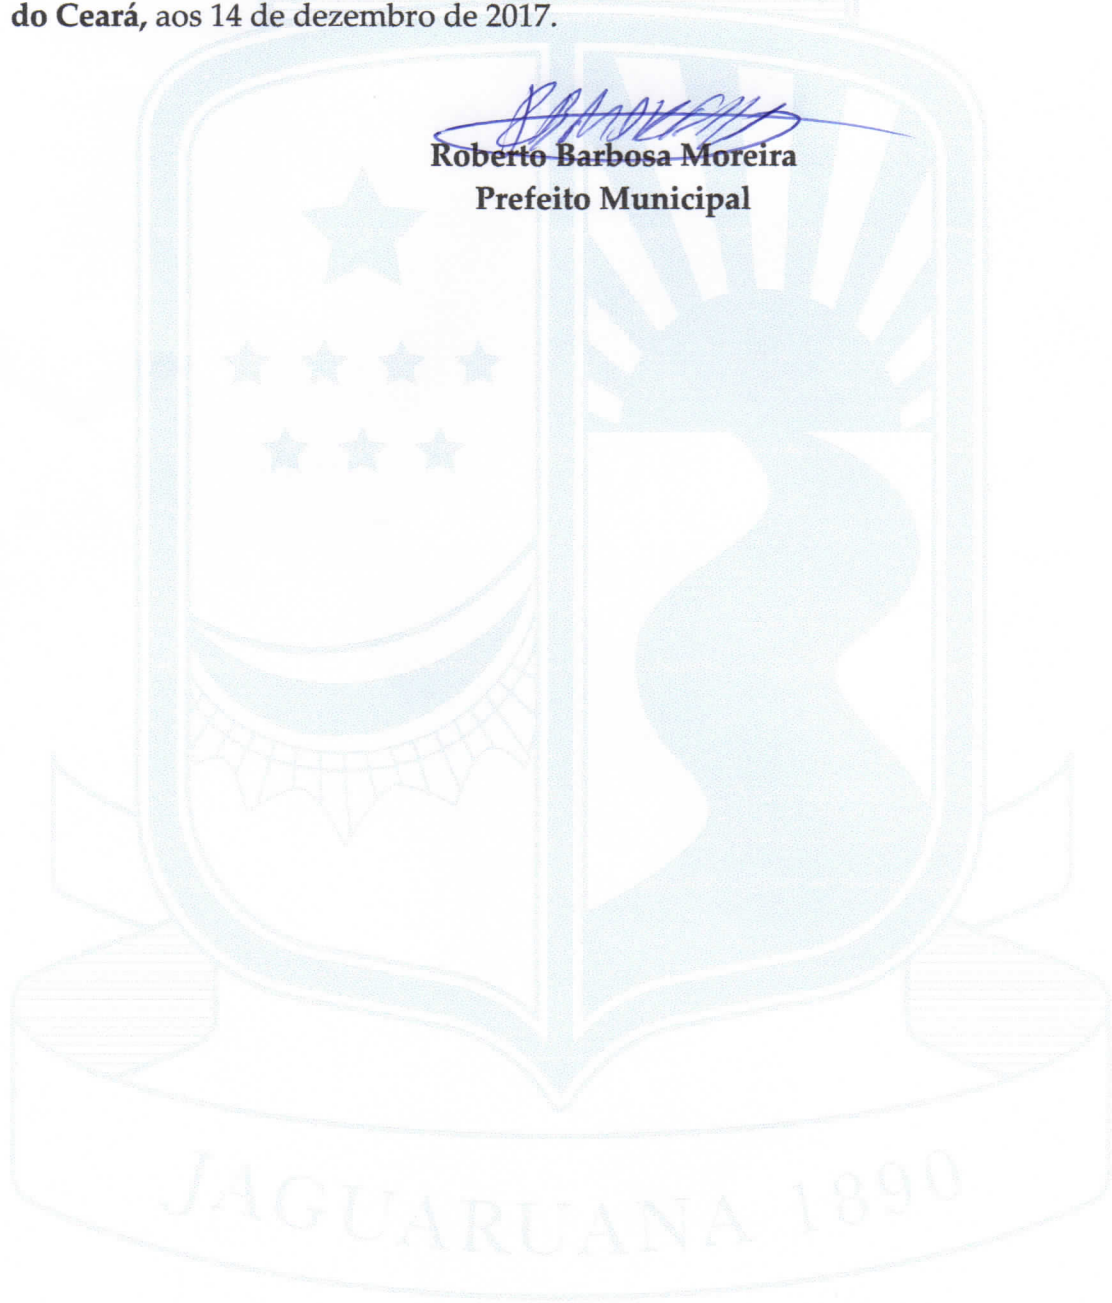 do Ceará, aos 14 de dezembro de 2017.
Roberto Barbosa Moreira
Prefeito Municipal
JAGUARUANA 1890